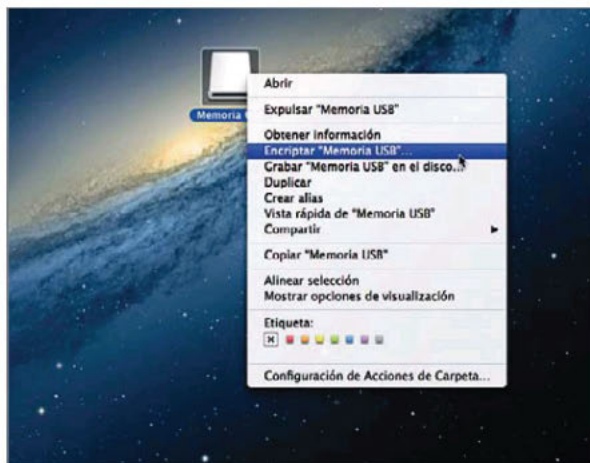 Memoria
Abrir
Expulsar "Memoria USB"
Obtener información
Encriptar "Memoria USB"...
Grabar "Memoria USB" en el disco...
Duplicar
Crear alias
Vista rápida de "Memoria USB"
Compartir
Copiar "Memoria USB"
Alinear selección
Mostrar opciones de visualización
Etiqueta:
Configuración de Acciones de Carpeta...